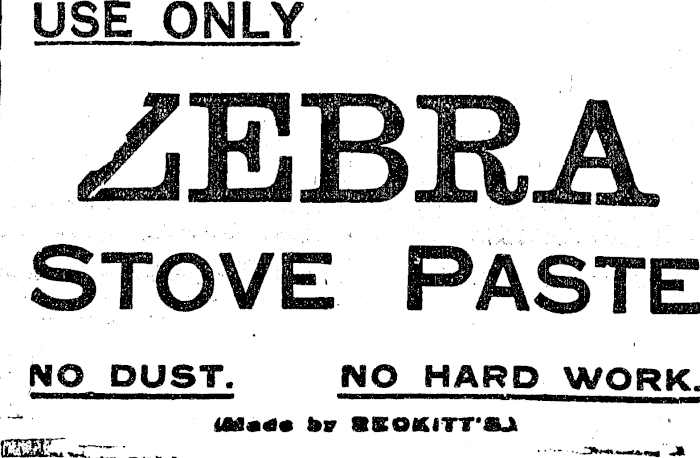 USE ONLY
ZEBRA
STOVE PASTE
NO DUST. NO HARD WORK.
(Made by RECKITT'S.)